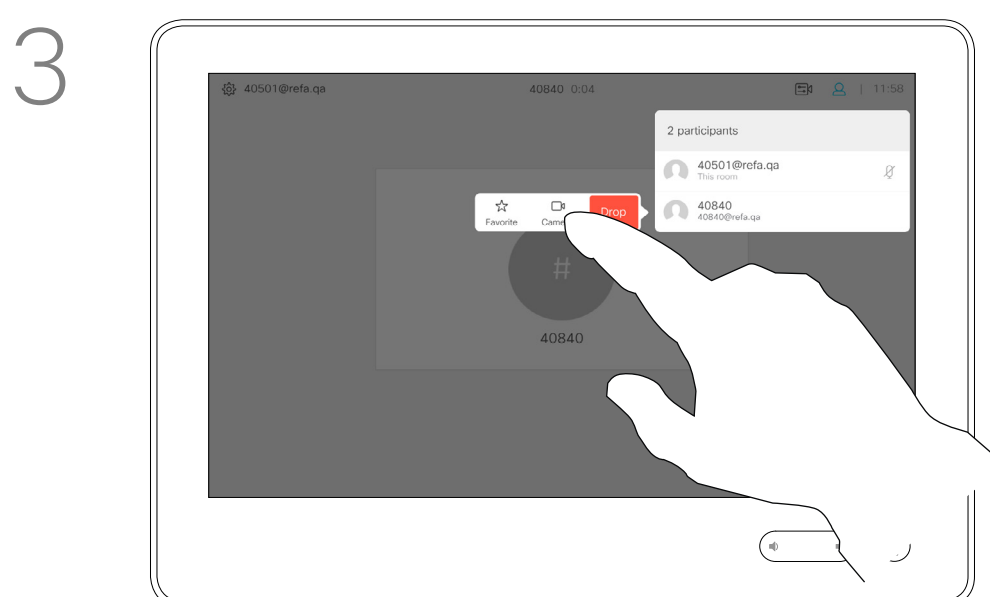 3
40501@refa.qa 40840 0:04 | 11:58
2 participants
40501@refa.qa
This room
Favorite Came Drop
40840
40840@refa.qa
#
40840